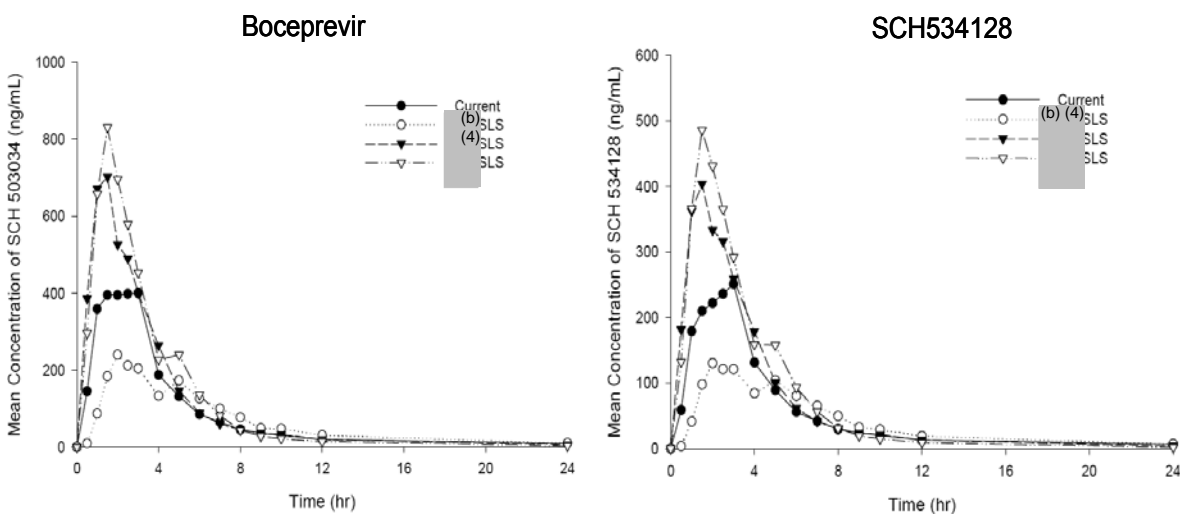 Boceprevir
Mean Concentration of SCH 503034 (ng/mL)
1000
800
600
400
200
0
0 4 8 12 16 20 24
Time (hr)
Current
(b) SLS
(4) SLS
SLS
SCH534128
Mean Concentration of SCH 534128 (ng/mL)
600
500
400
300
200
100
0
0 4 8 12 16 20 24
Time (hr)
Current
(b) (4) SLS
SLS
SLS